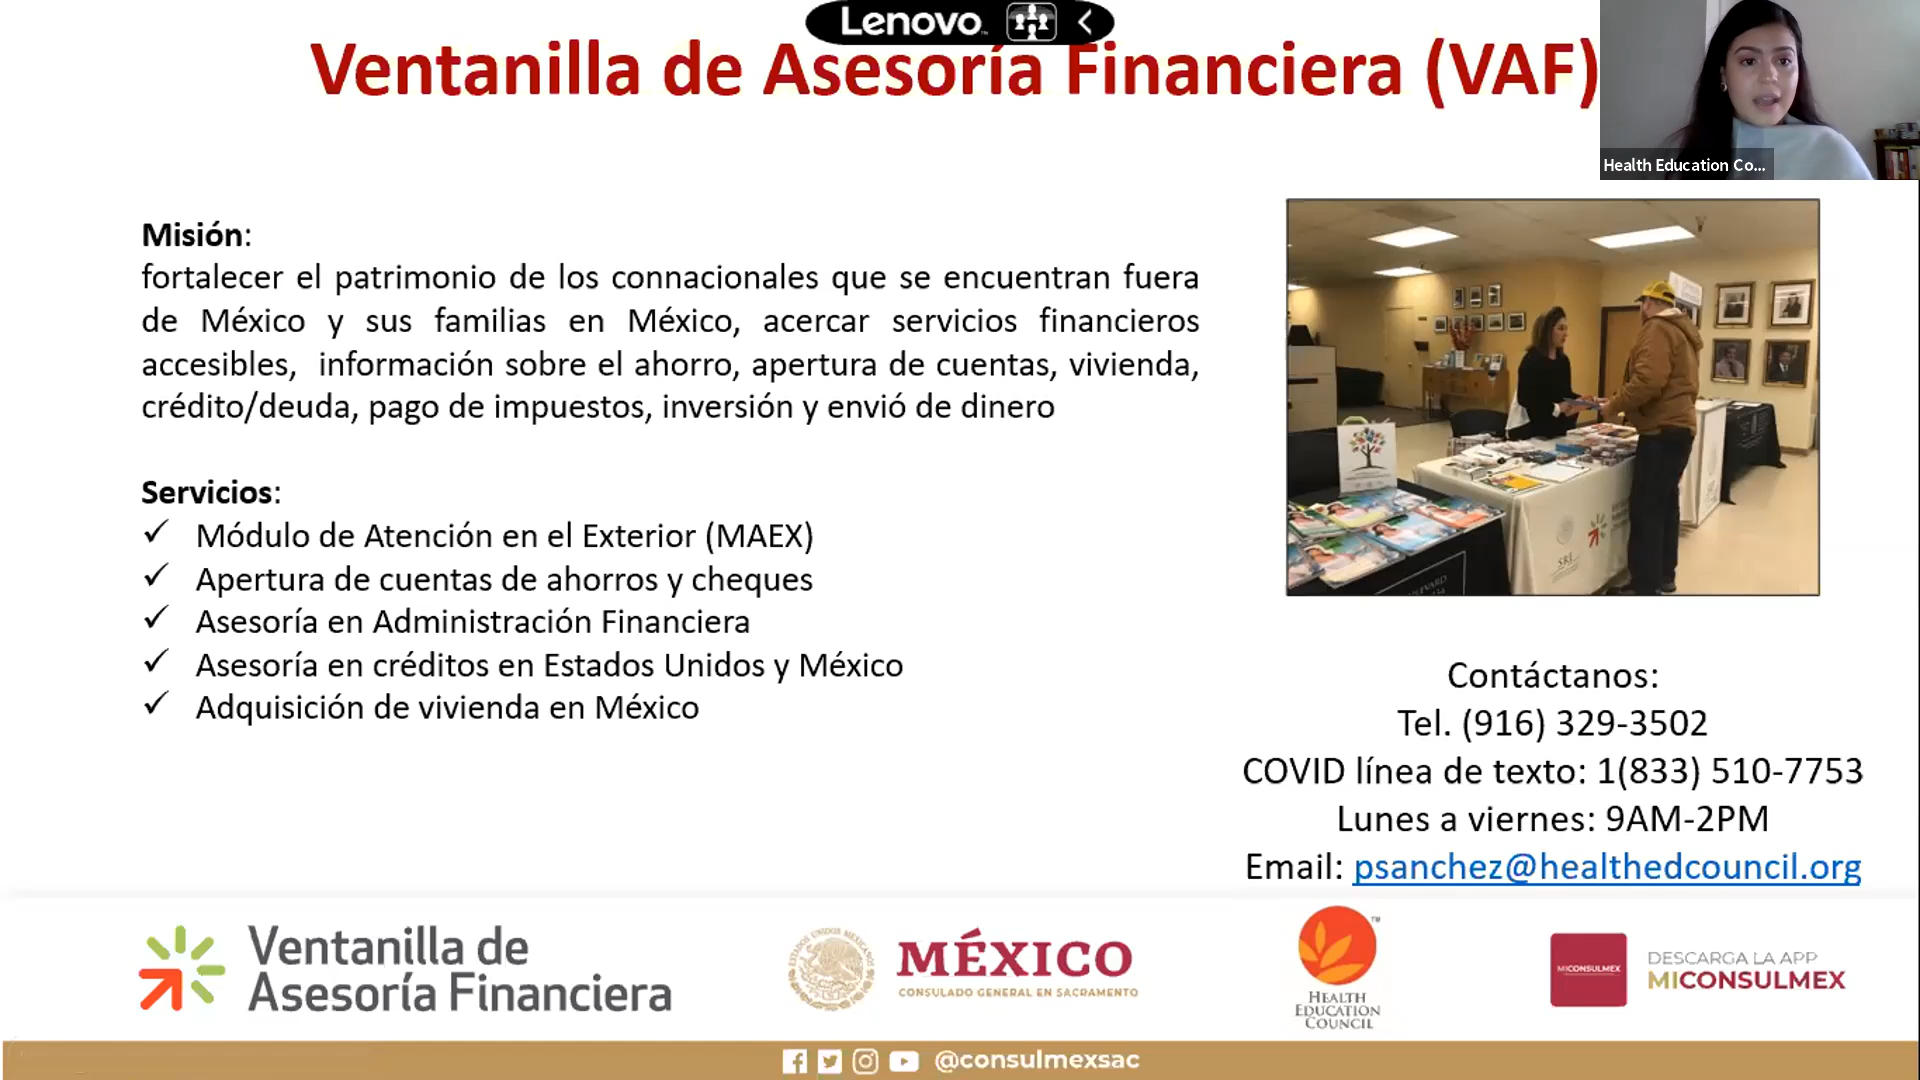 Lenovo
Ventanilla de Asesoría Financiera (VAF)
Health Education Co...
Misión:
fortalecer el patrimonio de los connacionales que se encuentran fuera
de México y sus familias en México, acercar servicios financieros
accesibles, información sobre el ahorro, apertura de cuentas, vivienda,
crédito/deuda, pago de impuestos, inversión y envió de dinero
Servicios:
✓ Módulo de Atención en el Exterior (MAEX)
✓ Apertura de cuentas de ahorros y cheques
✓ Asesoría en Administración Financiera
✓ Asesoría en créditos en Estados Unidos y México
✓ Adquisición de vivienda en México
SRE
Contáctanos:
Tel. (916) 329-3502
COVID línea de texto: 1(833) 510-7753
Lunes a viernes: 9AM-2PM
Email: psanchez@healthedcouncil.org
Ventanilla de
Asesoría Financiera
ESTADOS UNIDOS MEXICANOS
MÉXICO
CONSULADO GENERAL EN SACRAMENTO
TM
HEALTH
EDUCATION
COUNCIL
MICONSULMEX
DESCARGA LA APP
MICONSULMEX
@consulmexsac